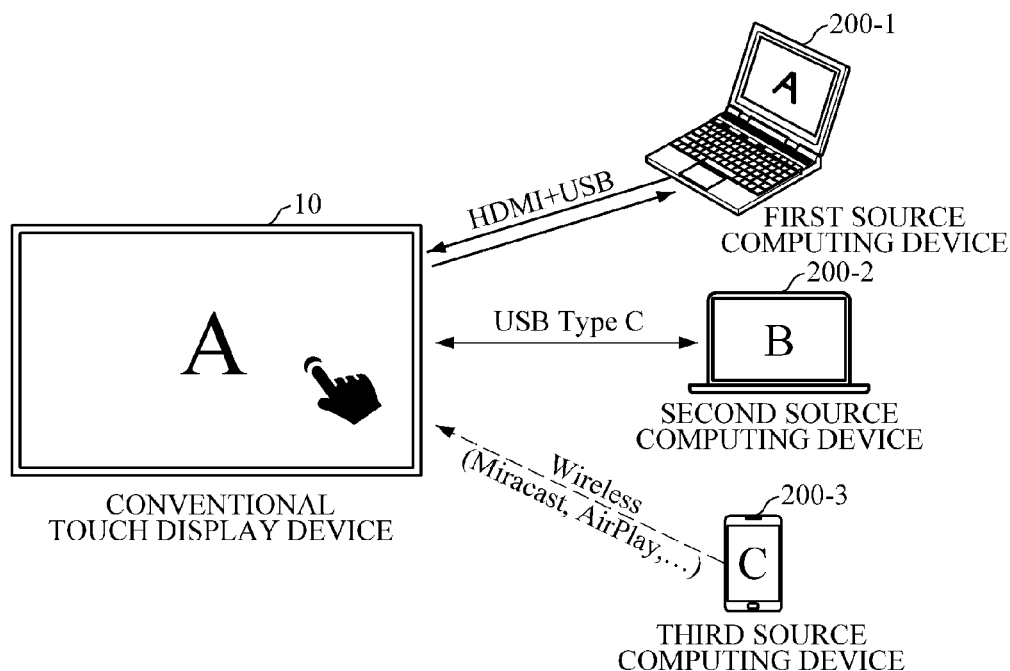 200-1
A
HDMI+USB
FIRST SOURCE
COMPUTING DEVICE
10
A
CONVENTIONAL
TOUCH DISPLAY DEVICE
200-2
USB Type C
B
SECOND SOURCE
COMPUTING DEVICE
Wireless
(Miracast, AirPlay,...)
200-3
C
THIRD SOURCE
COMPUTING DEVICE